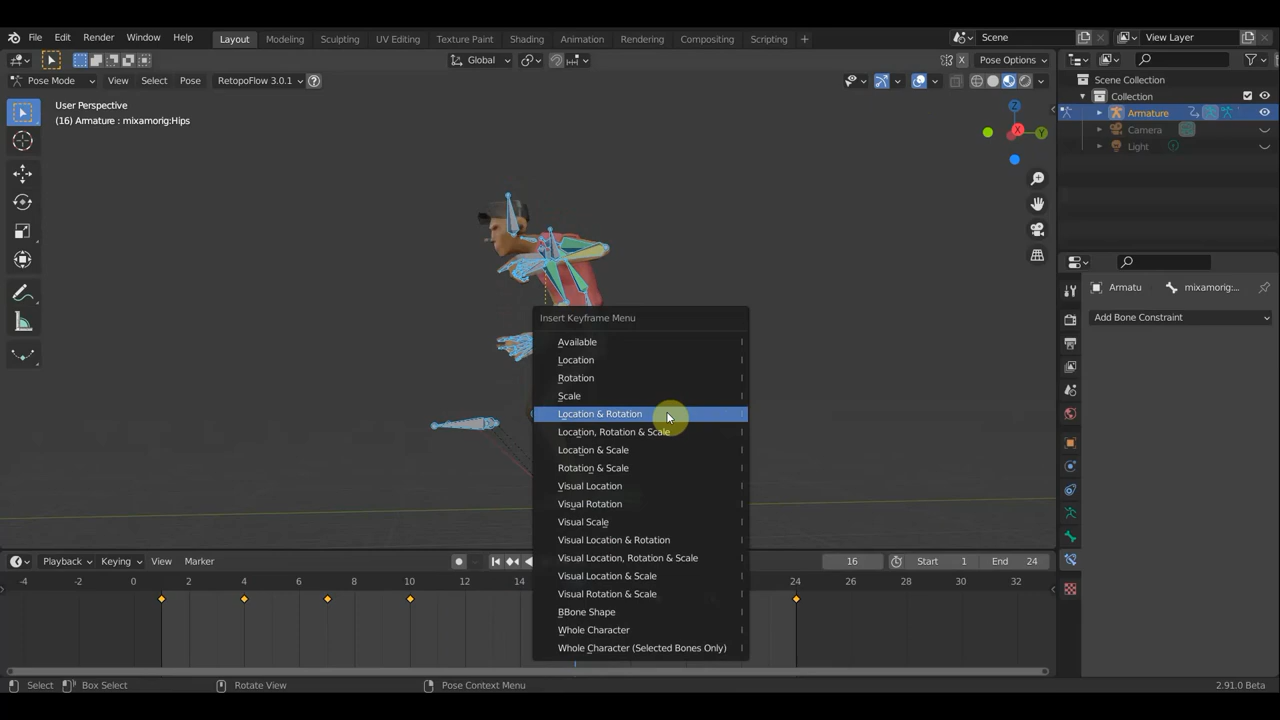 File Edit Render Window Help Layout Modeling Sculpting UV Editing Texture Paint Shading Animation Rendering Compositing Scripting + Scene View Layer
Global Pose Options
Pose Mode View Select Pose RetopoFlow 3.0.1 ?
Scene Collection
Collection
Armature
Camera
Light
User Perspective
(16) Armature : mixamorig:Hips
Z
X
Y
Armatu mixamorig:...
Add Bone Constraint
Insert Keyframe Menu
Available I
Location I
Rotation I
Scale I
Location & Rotation I
Location, Rotation & Scale I
Location & Scale I
Rotation & Scale I
Visual Location I
Visual Rotation I
Visual Scale I
Visual Location & Rotation I
Visual Location, Rotation & Scale I
Visual Location & Scale I
Visual Rotation & Scale I
BBone Shape I
Whole Character I
Whole Character (Selected Bones Only) I
Playback Keying View Marker 16 Start 1 End 24
-4 -2 0 2 4 6 8 10 12 14 24 26 28 30 32
Select Box Select Rotate View Pose Context Menu 2.91.0 Beta